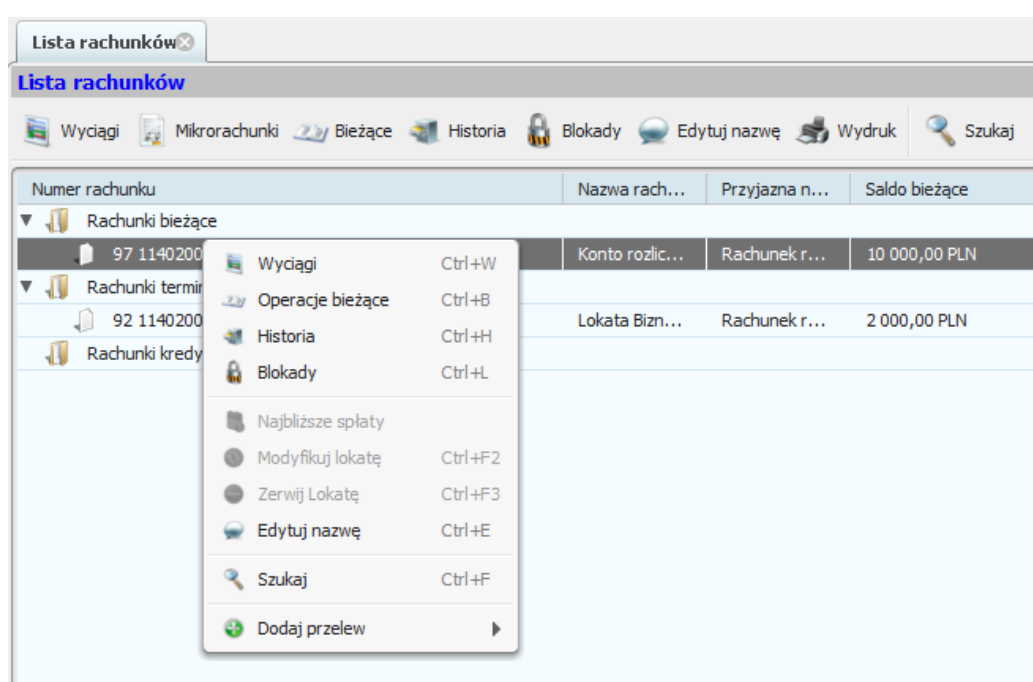 Lista rachunków
Lista rachunków
Wyciągi Mikrorachunki Bieżące Historia Blokady Edytuj nazwę Wydruk Szukaj
Numer rachunku Nazwa rach... Przyjazna n... Saldo bieżące
Rachunki bieżące
97 1140200 Konto rozlic... Rachunek r... 10 000,00 PLN
Rachunki termi
92 1140200 Lokata Bizn... Rachunek r... 2 000,00 PLN
Rachunki kredy
Wyciągi Ctrl+W
Operacje bieżące Ctrl+B
Historia Ctrl+H
Blokady Ctrl+L
Najbliższe spłaty
Modyfikuj lokatę Ctrl+F2
Zerwij Lokatę Ctrl+F3
Edytuj nazwę Ctrl+E
Szukaj Ctrl+F
Dodaj przelew